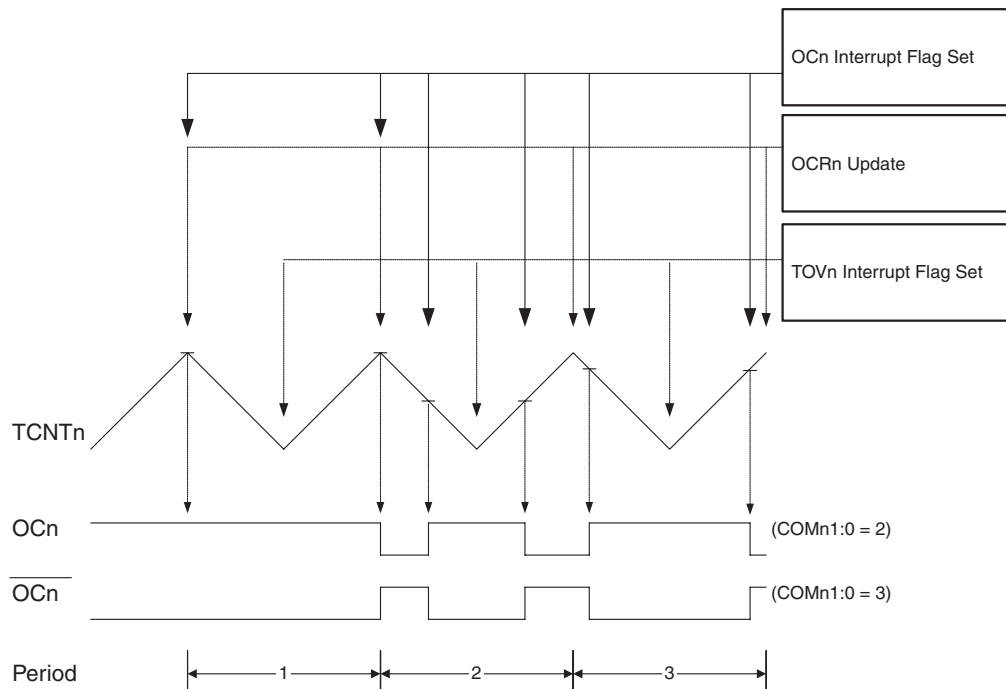 OCn Interrupt Flag Set
OCRn Update
TOVn Interrupt Flag Set
TCNTn
OCn
(COMn1:0 = 2)
OCn
(COMn1:0 = 3)
Period
1
2
3